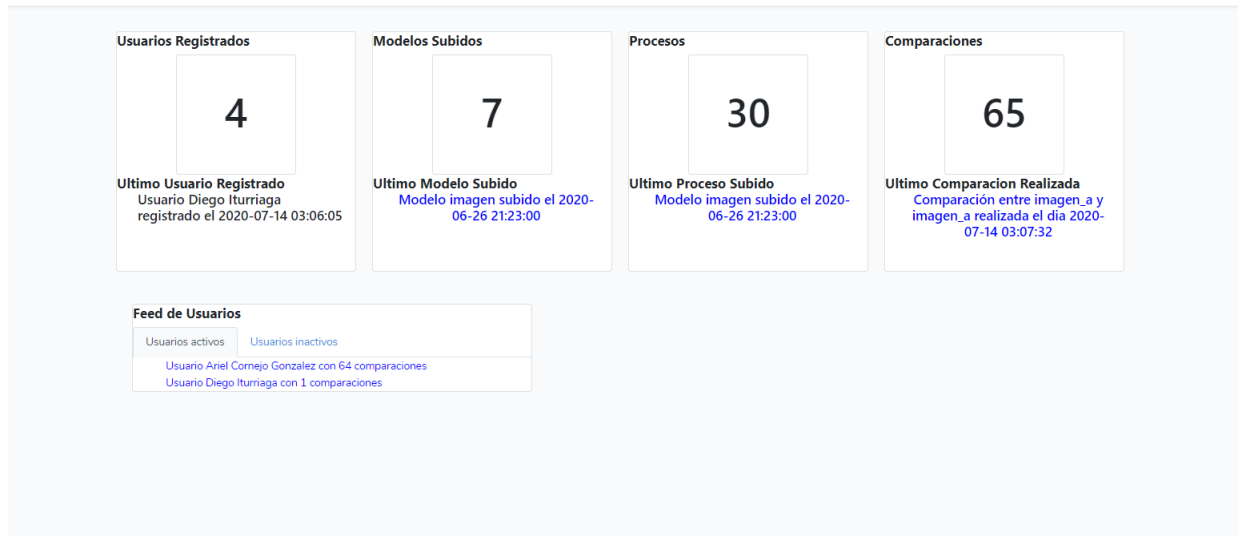 Usuarios Registrados
4
Ultimo Usuario Registrado
Usuario Diego Iturriaga
registrado el 2020-07-14 03:06:05
Modelos Subidos
7
Ultimo Modelo Subido
Modelo imagen subido el 2020-
06-26 21:23:00
Procesos
30
Ultimo Proceso Subido
Modelo imagen subido el 2020-
06-26 21:23:00
Comparaciones
65
Ultimo Comparacion Realizada
Comparación entre imagen_a y
imagen_a realizada el dia 2020-
07-14 03:07:32
Feed de Usuarios
Usuarios activos
Usuarios inactivos
Usuario Ariel Cornejo Gonzalez con 64 comparaciones
Usuario Diego Iturriaga con 1 comparaciones